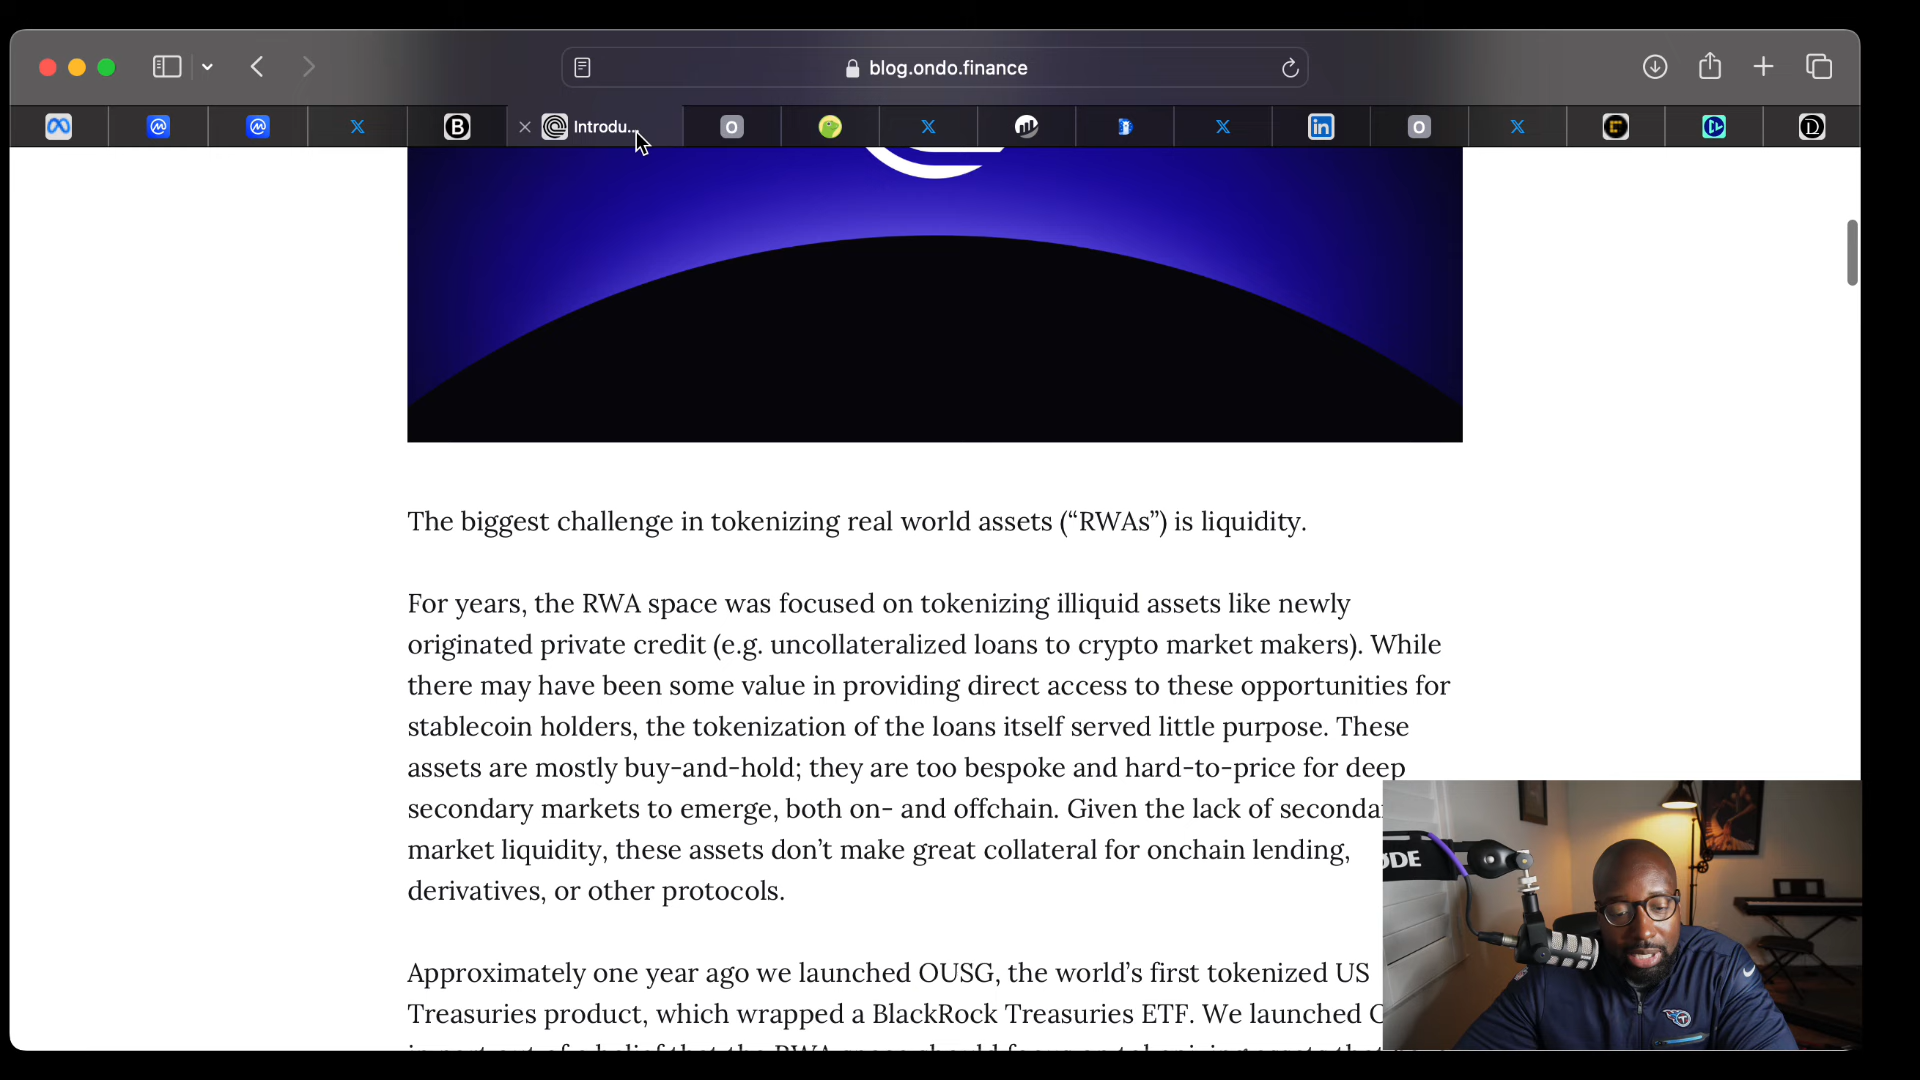 blog.ondo.finance
Introdu...
The biggest challenge in tokenizing real world assets (“RWAs”) is liquidity.
For years, the RWA space was focused on tokenizing illiquid assets like newly
originated private credit (e.g. uncollateralized loans to crypto market makers). While
there may have been some value in providing direct access to these opportunities for
stablecoin holders, the tokenization of the loans itself served little purpose. These
assets are mostly buy-and-hold; they are too bespoke and hard-to-price for deep
secondary markets to emerge, both on- and offchain. Given the lack of seconda
market liquidity, these assets don’t make great collateral for onchain lending,
derivatives, or other protocols.
Approximately one year ago we launched OUSG, the world’s first tokenized US
Treasuries product, which wrapped a BlackRock Treasuries ETF. We launched